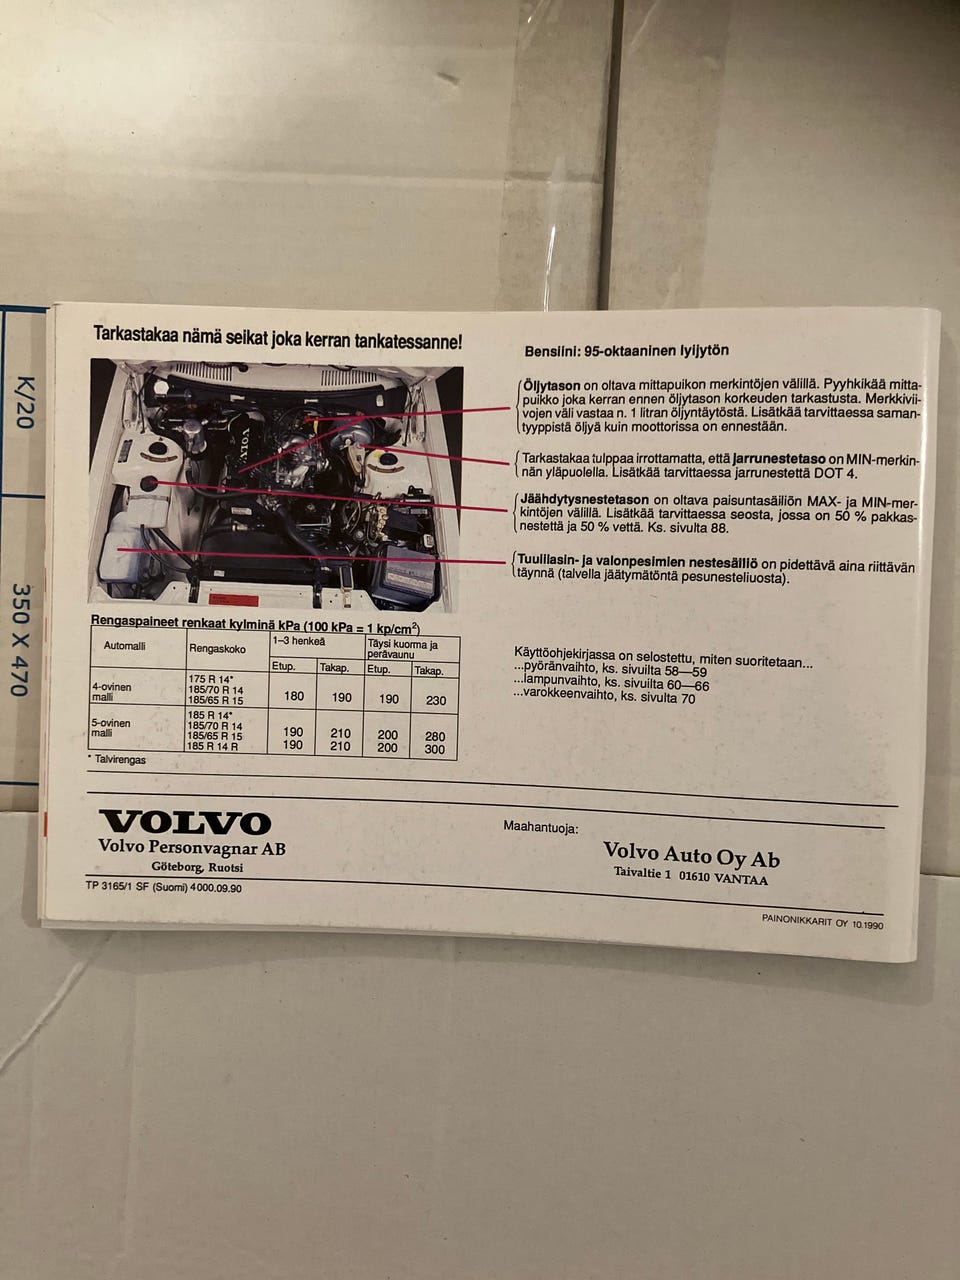 K/20
350 X 470
Tarkastakaa nämä seikat joka kerran tankatessanne!
VOLVO
Bensiini: 95-oktaaninen lyijytön
Öljytason on oltava mittapuikon merkintöjen välillä. Pyyhkikää mitta-
puikko joka kerran ennen öljytason korkeuden tarkastusta. Merkkivii-
vojen väli vastaa n. 1 litran öljyntäytöstä. Lisätkää tarvittaessa saman-
tyyppistä öljyä kuin moottorissa on ennestään.
Tarkastakaa tulppaa irrottamatta, että jarrunestetaso on MIN-merkin-
nän yläpuolella. Lisätkää tarvittaessa jarrunestettä DOT 4.
Jäähdytysnestetason on oltava paisuntasäiliön MAX- ja MIN-mer-
kintöjen välillä. Lisätkää tarvittaessa seosta, jossa on 50 % pakkas-
nestettä ja 50 % vettä. Ks. sivulta 88.
Tuulilasin- ja valonpesimien nestesäiliö on pidettävä aina riittävän
täynnä (talvella jäätymätöntä pesunesteliuosta).
Rengaspaineet renkaat kylminä kPa (100 kPa = 1 kp/cm²)
Automalli Rengaskoko 1–3 henkeä Täysi kuorma ja
perävaunu
Etup. Takap. Etup. Takap.
4-ovinen
malli
175 R 14*
185/70 R 14
185/65 R 15 180 190 190 230
5-ovinen
malli
185 R 14*
185/70 R 14
185/65 R 15 190 210 200 280
185 R 14 R 190 210 200 300
* Talvirengas
Käyttöohjekirjassa on selostettu, miten suoritetaan...
...pyöränvaihto, ks. sivuilta 58—59
...lampunvaihto, ks. sivuilta 60—66
...varokkeenvaihto, ks. sivulta 70
VOLVO
Volvo Personvagnar AB
Göteborg, Ruotsi
Maahantuoja:
Volvo Auto Oy Ab
Taivaltie 1 01610 VANTAA
TP 3165/1 SF (Suomi) 4000.09.90
PAINONIKKARIT OY 10.1990